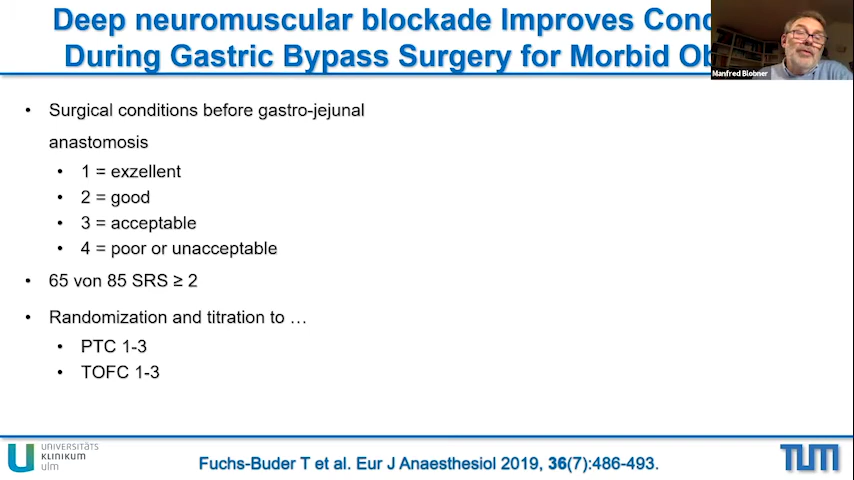 Deep neuromuscular blockade Improves Cond
During Gastric Bypass Surgery for Morbid Ob
Manfred Blobner
• Surgical conditions before gastro-jejunal
anastomosis
• 1 = exzellent
• 2 = good
• 3 = acceptable
• 4 = poor or unacceptable
• 65 von 85 SRS ≥ 2
• Randomization and titration to …
• PTC 1-3
• TOFC 1-3
UNIVERSITÄTS
KLINIKUM
ulm
Fuchs-Buder T et al. Eur J Anaesthesiol 2019, 36(7):486-493.
TUM